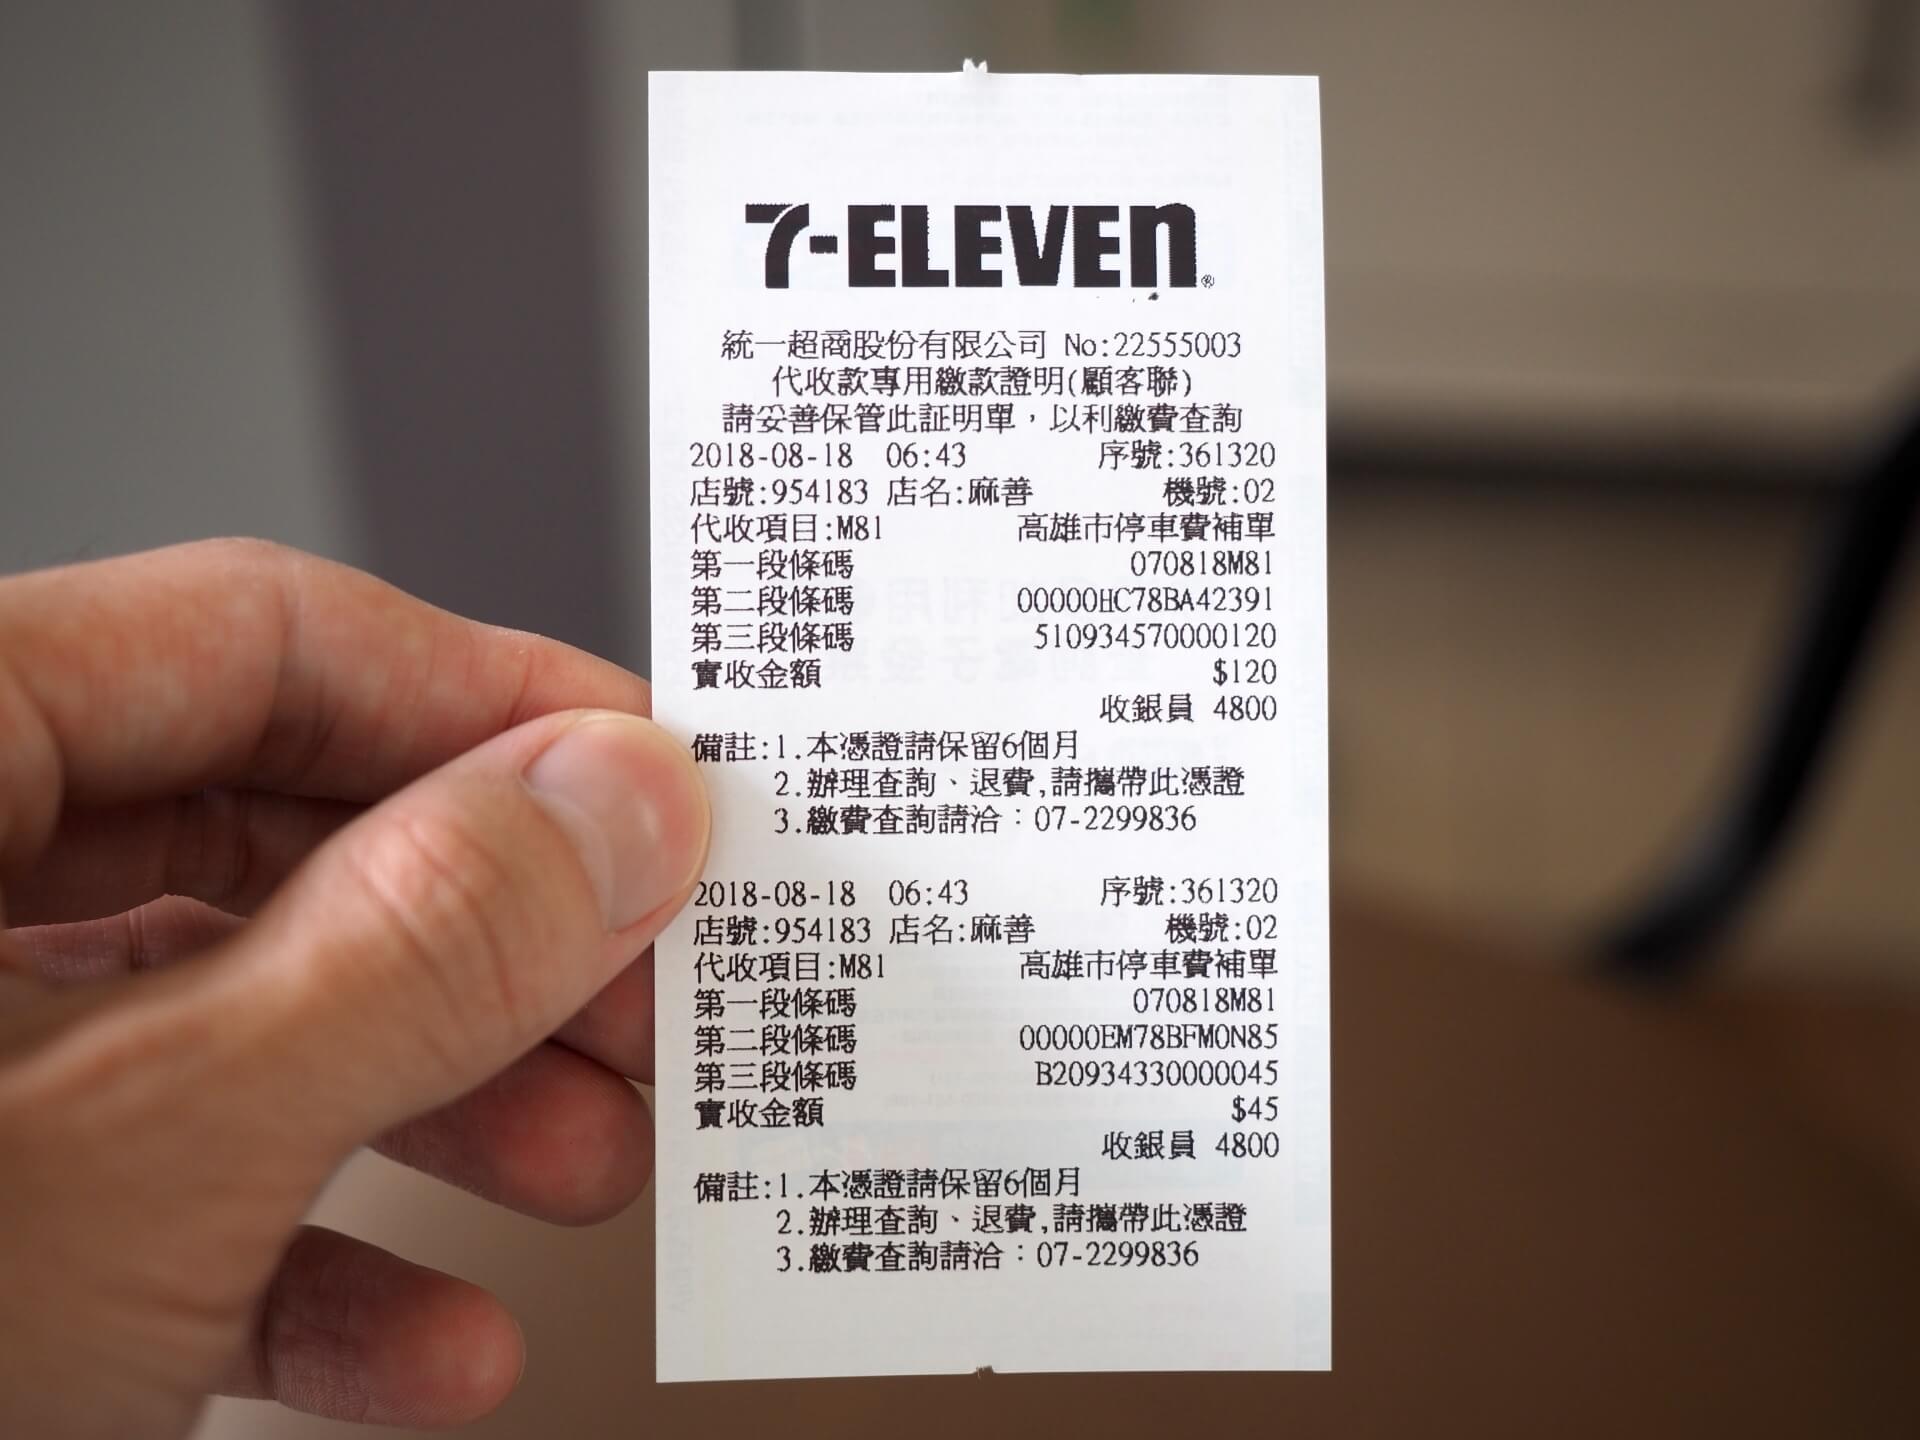 7-ELEVEN®
統一超商股份有限公司 No:22555003
代收款專用繳款證明(顧客聯)
請妥善保管此証明單，以利繳費查詢
2018-08-18 06:43 序號:361320
店號:954183 店名:麻善 機號:02
代收項目:M81 高雄市停車費補單
第一段條碼 070818M81
第二段條碼 00000HC78BA42391
第三段條碼 510934570000120
實收金額 $120
收銀員 4800
備註:1.本憑證請保留6個月
2.辦理查詢、退費,請攜帶此憑證
3.繳費查詢請洽：07-2299836
2018-08-18 06:43 序號:361320
店號:954183 店名:麻善 機號:02
代收項目:M81 高雄市停車費補單
第一段條碼 070818M81
第二段條碼 00000EM78BFM0N85
第三段條碼 B20934330000045
實收金額 $45
收銀員 4800
備註:1.本憑證請保留6個月
2.辦理查詢、退費,請攜帶此憑證
3.繳費查詢請洽：07-2299836